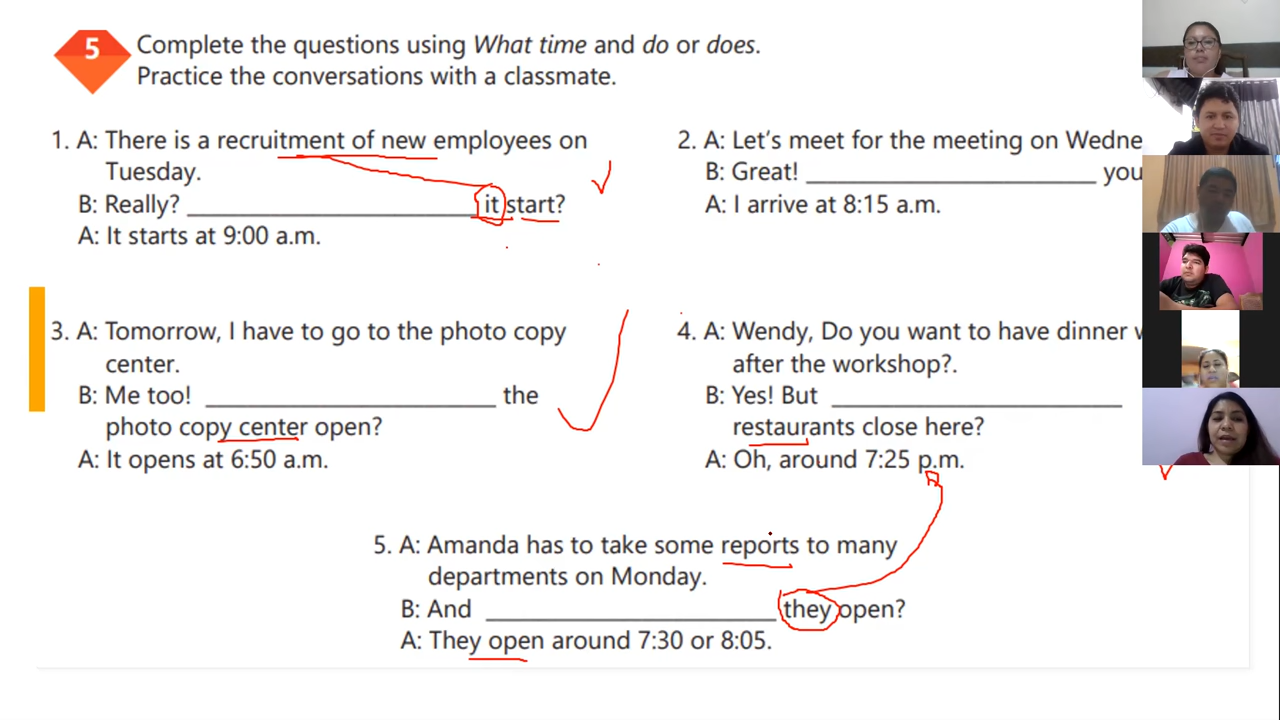 5
Complete the questions using What time and do or does.
Practice the conversations with a classmate.
1. A: There is a recruitment of new employees on
Tuesday.
B: Really? ______________________ it start?
A: It starts at 9:00 a.m.
2. A: Let's meet for the meeting on Wedne
B: Great! ______________________ you
A: I arrive at 8:15 a.m.
3. A: Tomorrow, I have to go to the photo copy
center.
B: Me too! ______________________ the
photo copy center open?
A: It opens at 6:50 a.m.
4. A: Wendy, Do you want to have dinner
after the workshop?.
B: Yes! But ______________________
restaurants close here?
A: Oh, around 7:25 p.m.
5. A: Amanda has to take some reports to many
departments on Monday.
B: And ______________________ they open?
A: They open around 7:30 or 8:05.